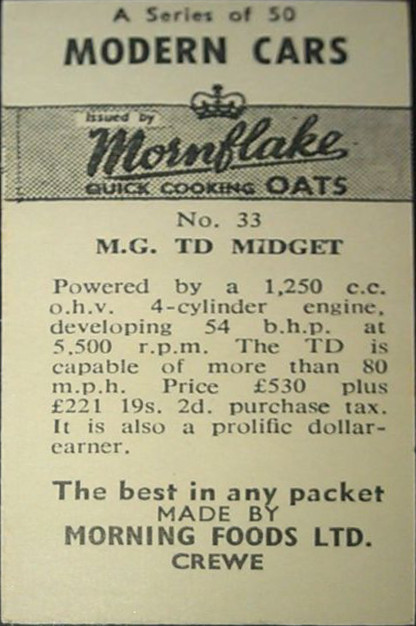 A Series of 50
MODERN CARS
Issued by
Mornflake
QUICK COOKING OATS
No. 33
M.G. TD MIDGET
Powered by a 1,250 c.c.
o.h.v. 4-cylinder engine,
developing 54 b.h.p. at
5,500 r.p.m. The TD is
capable of more than 80
m.p.h. Price £530 plus
£221 19s. 2d. purchase tax.
It is also a prolific dollar-
earner.
The best in any packet
MADE BY
MORNING FOODS LTD.
CREWE